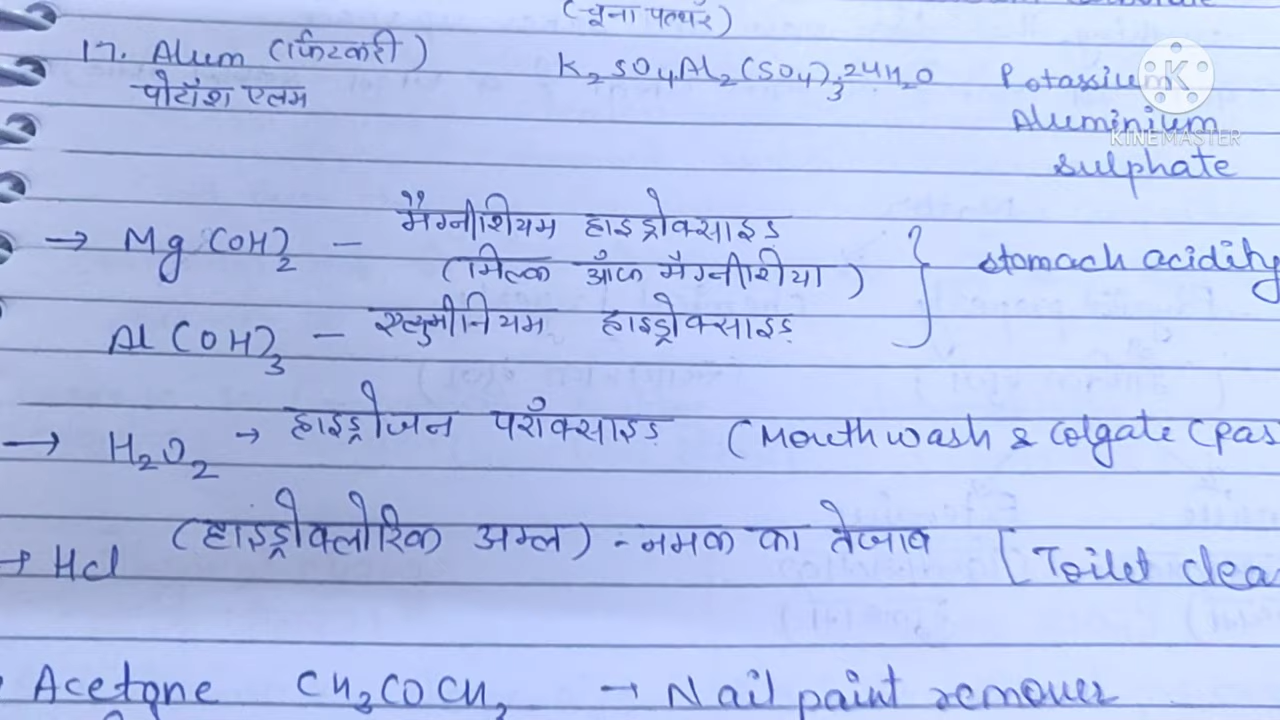 (चूना पत्थर)
17. Alum (फिटकरी) K₂SO₄Al₂(SO₄)₃24H₂O Potassium
पोटाश एलम Aluminium
sulphate
KINEMASTER
→ Mg(OH)₂ – मैग्नीशियम हाइड्रोक्साइड
(मिल्क ऑफ मैग्नीशिया) } stomach acidity
Al(OH)₃ – एल्युमीनियम हाइड्रोक्साइड
→ H₂O₂ → हाइड्रोजन परॉक्साइड (Mouthwash & Colgate (pas
→ Hcl (हाइड्रोक्लोरिक अम्ल) - नमक का तेजाब [Toilet clea
Acetone CH₃COCH₃ → Nail paint remover